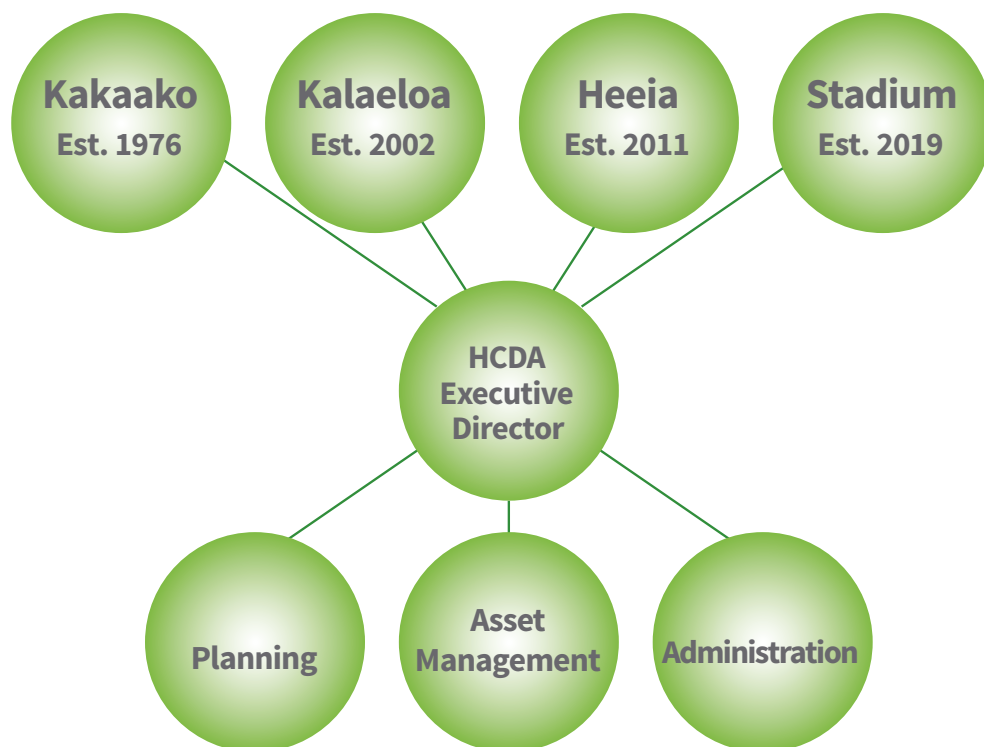 Kakaako
Est. 1976
Kalaeloa
Est. 2002
Heeia
Est. 2011
Stadium
Est. 2019
HCDA
Executive
Director
Planning
Asset
Management
Administration